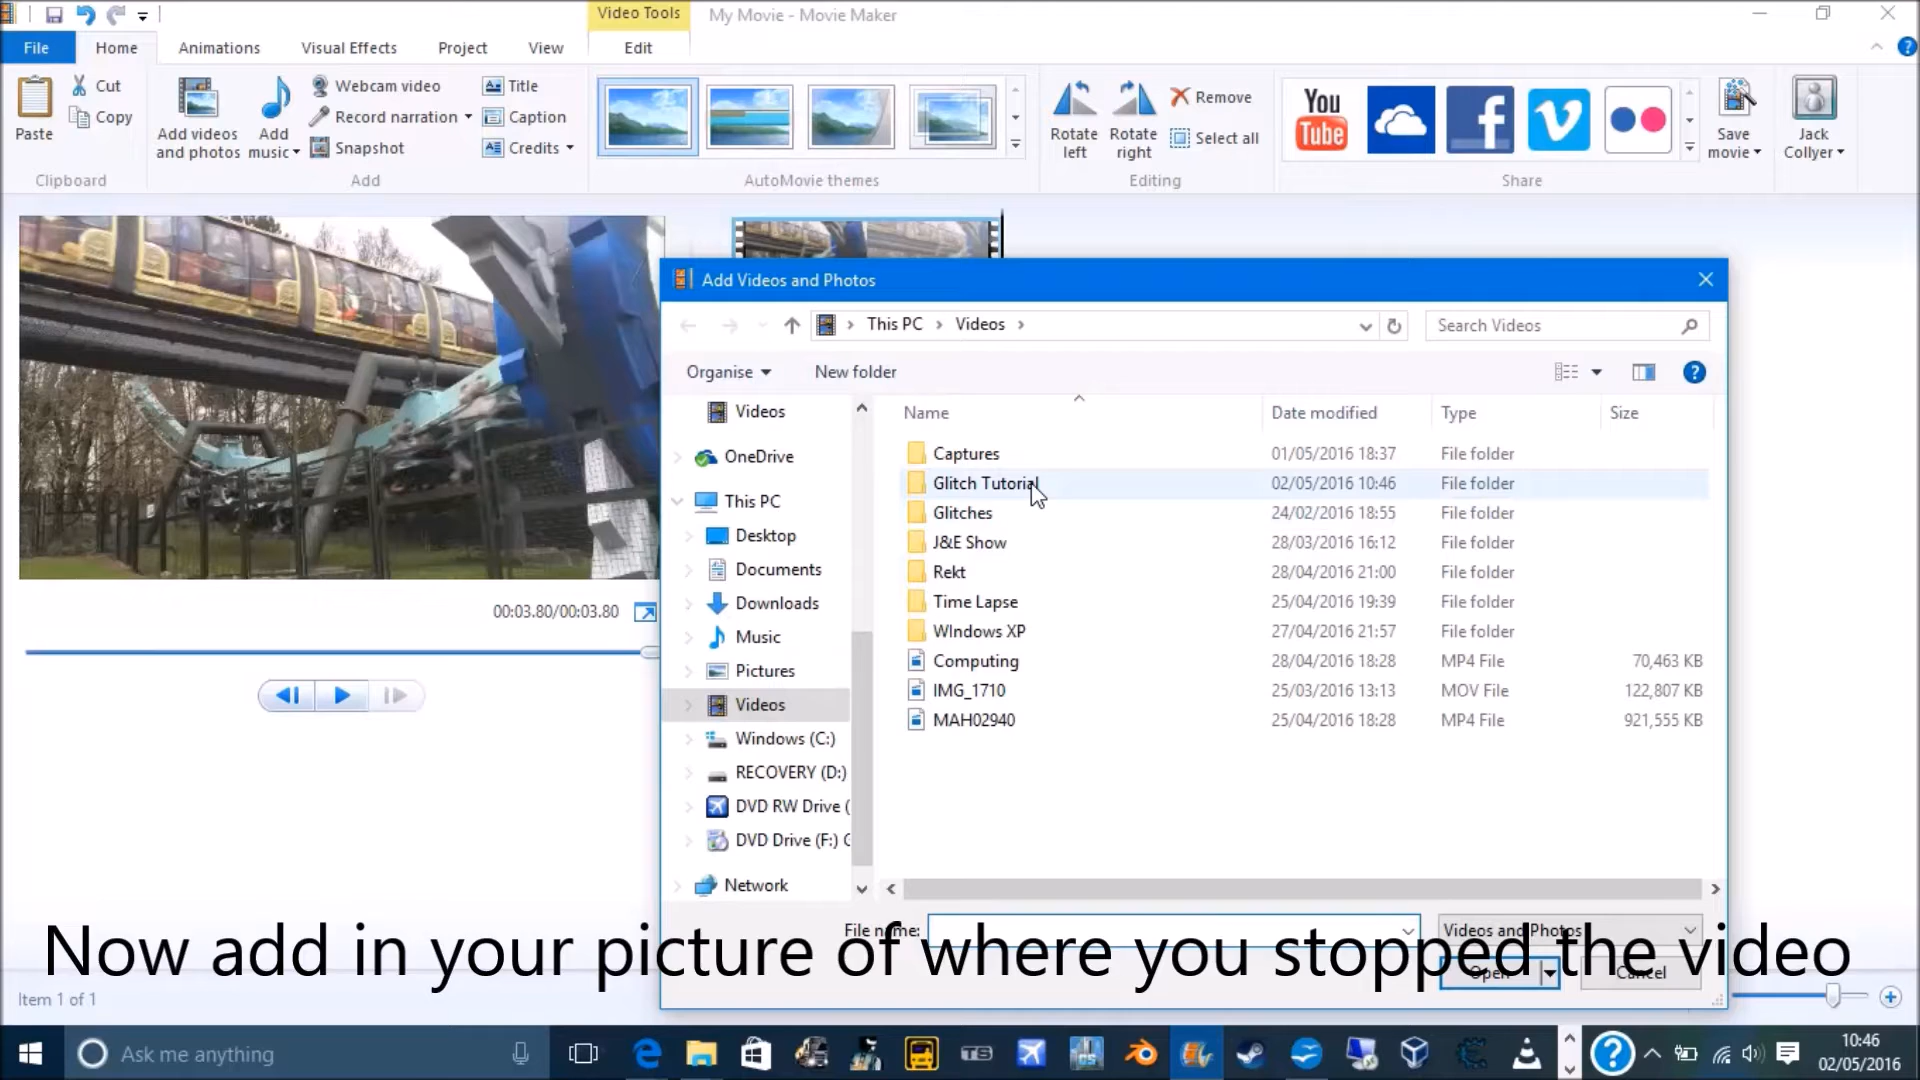 Video Tools
My Movie - Movie Maker
File
Home
Animations
Visual Effects
Project
View
Edit
Paste
Cut
Copy
Clipboard
Add videos
and photos
Add
music
Webcam video
Record narration
Snapshot
Title
Caption
Credits
Add
AutoMovie themes
Rotate
left
Rotate
right
Remove
Select all
Editing
You
Tube
Share
Save
movie
Jack
Collyer
Add Videos and Photos
This PC
Videos
Search Videos
Organise
New folder
Videos
OneDrive
This PC
Desktop
Documents
Downloads
Music
Pictures
Videos
Windows (C:)
RECOVERY (D:)
DVD RW Drive (
DVD Drive (F:) C
Network
Name Date modified Type Size
Captures 01/05/2016 18:37 File folder
Glitch Tutorial 02/05/2016 10:46 File folder
Glitches 24/02/2016 18:55 File folder
J&E Show 28/03/2016 16:12 File folder
Rekt 28/04/2016 21:00 File folder
Time Lapse 25/04/2016 19:39 File folder
WIndows XP 27/04/2016 21:57 File folder
Computing 28/04/2016 18:28 MP4 File 70,463 KB
IMG_1710 25/03/2016 13:13 MOV File 122,807 KB
MAH02940 25/04/2016 18:28 MP4 File 921,555 KB
00:03.80/00:03.80
File name:
Videos and Photos
Open
Cancel
Now add in your picture of where you stopped the video
Item 1 of 1
Ask me anything
TS
10:46
02/05/2016